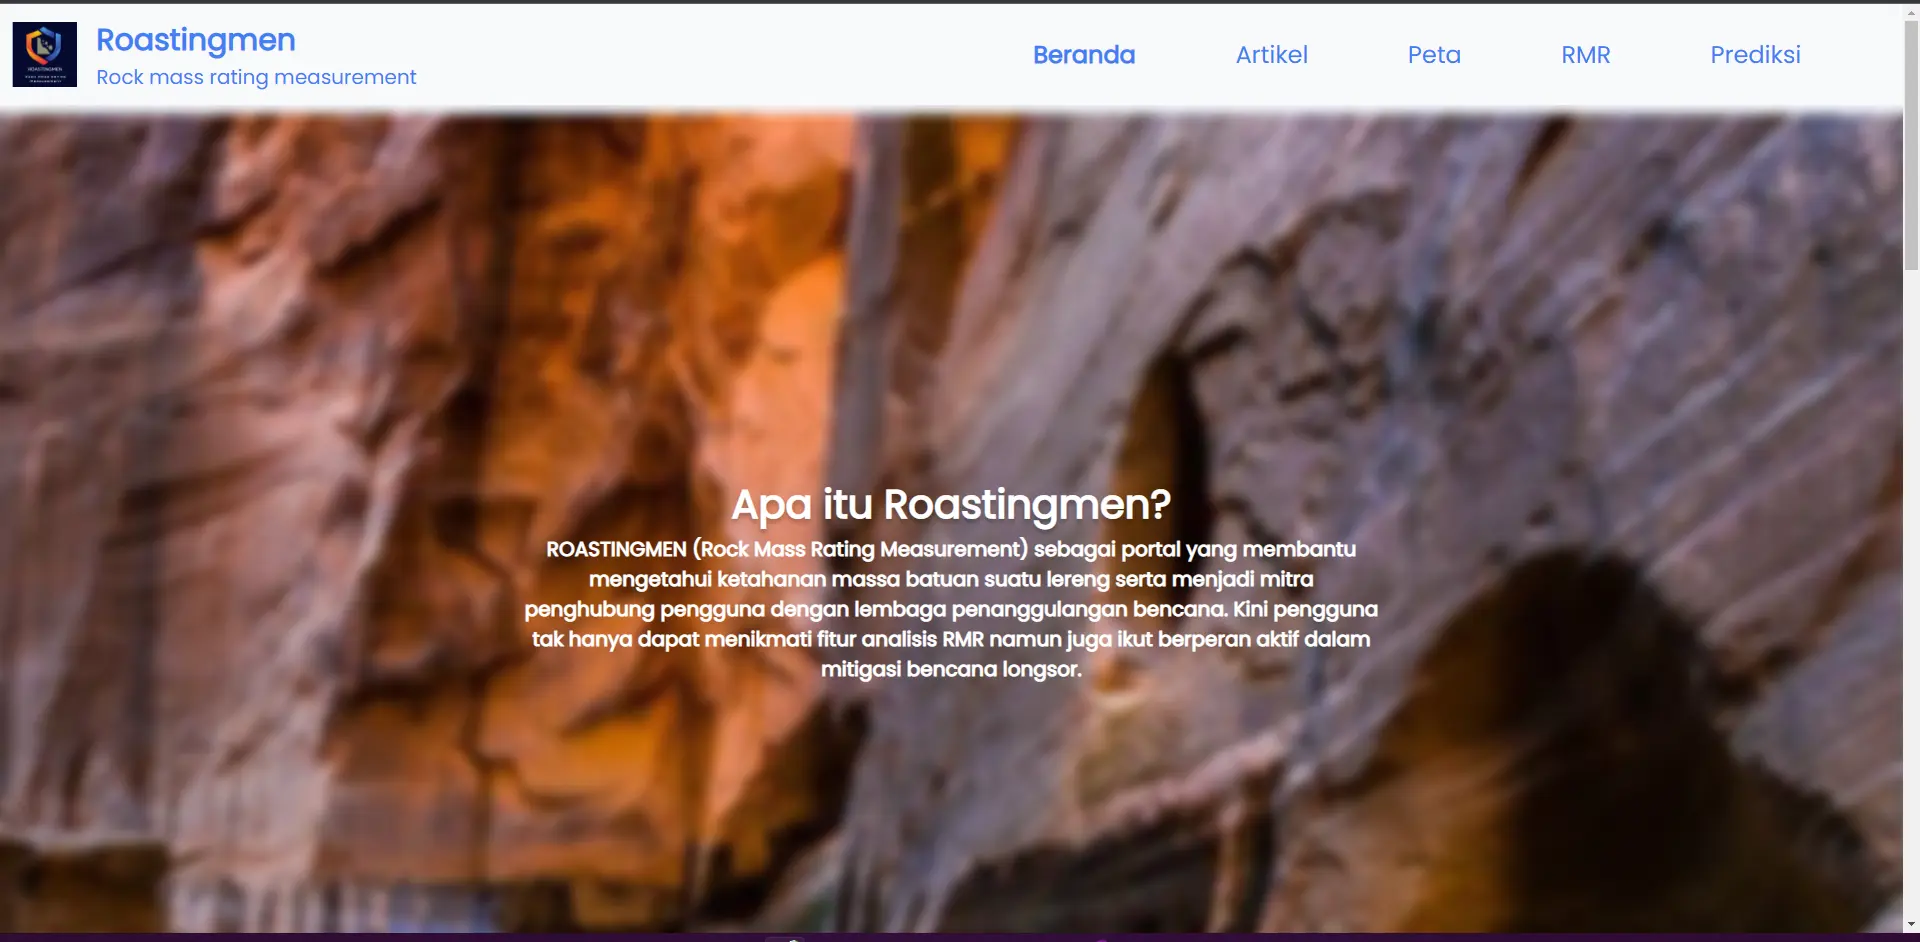 Roastingmen
Rock mass rating measurement
Beranda
Artikel
Peta
RMR
Prediksi
ROASTINGMEN
Apa itu Roastingmen?
ROASTINGMEN (Rock Mass Rating Measurement) sebagai portal yang membantu
mengetahui ketahanan massa batuan suatu lereng serta menjadi mitra
penghubung pengguna dengan lembaga penanggulangan bencana. Kini pengguna
tak hanya dapat menikmati fitur analisis RMR namun juga ikut berperan aktif dalam
mitigasi bencana longsor.